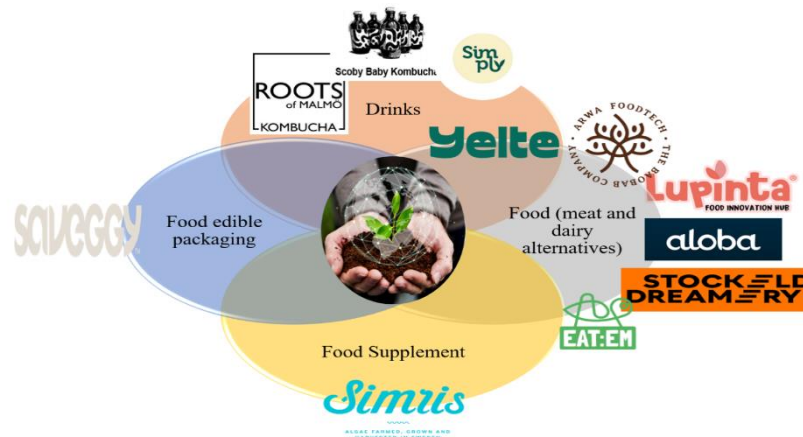 Scoby Baby Kombucha
Sim
ply
ROOTS
of MALMÖ
KOMBUCHA
Drinks
yelte
ARWA FOODTECH · THE BAOBAB COMPANY ·
Lupinta
FOOD INNOVATION HUB
saveggy
Food edible
packaging
Food (meat and
dairy
alternatives)
aloba
STOCKELD
DREAMERY
EAT:EM
Food Supplement
Simris
ALGAE FARMED, GROWN AND